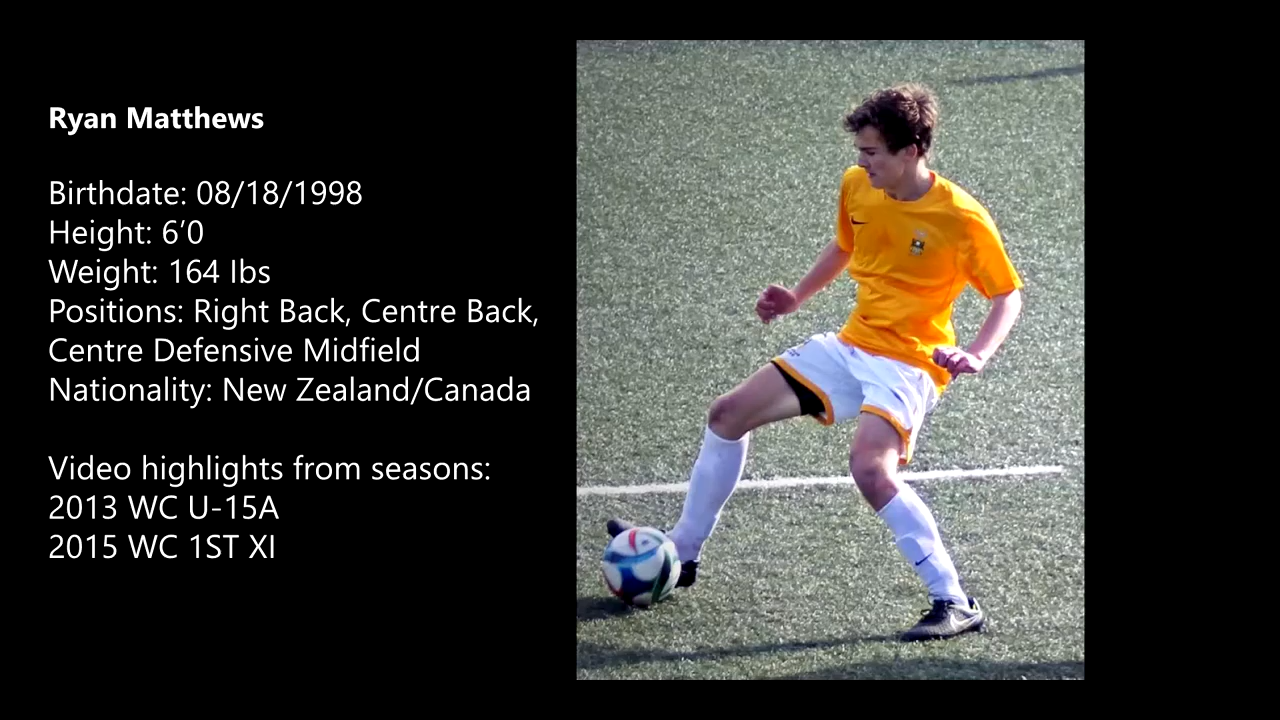 Ryan Matthews
Birthdate: 08/18/1998
Height: 6’0
Weight: 164 lbs
Positions: Right Back, Centre Back,
Centre Defensive Midfield
Nationality: New Zealand/Canada
Video highlights from seasons:
2013 WC U-15A
2015 WC 1ST XI